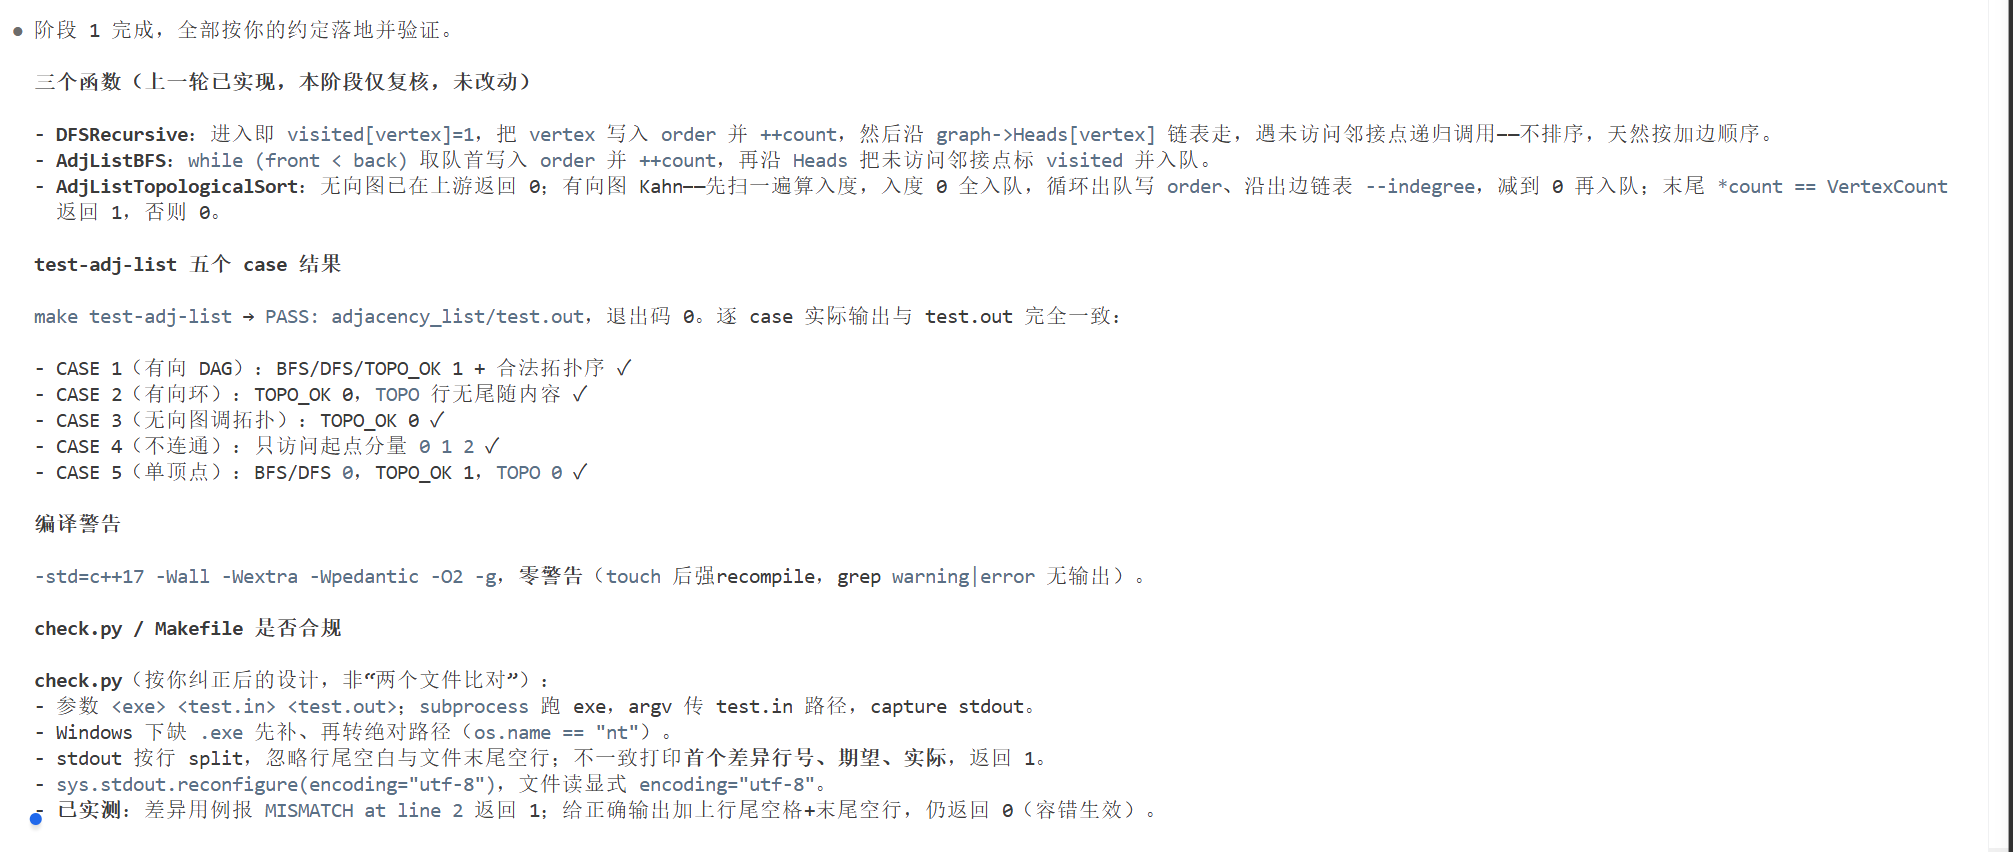 ● 阶段 1 完成，全部按你的约定落地并验证。
三个函数（上一轮已实现，本阶段仅复核，未改动）
- DFSRecursive：进入即 visited[vertex]=1，把 vertex 写入 order 并 ++count，然后沿 graph->Heads[vertex] 链表走，遇未访问邻接点递归调用——不排序，天然按加边顺序。
- AdjListBFS：while (front < back) 取队首写入 order 并 ++count，再沿 Heads 把未访问邻接点标 visited 并入队。
- AdjListTopologicalSort：无向图已在上游返回 0；有向图 Kahn——先扫一遍算入度，入度 0 全入队，循环出队写 order、沿出边链表 --indegree，减到 0 再入队；末尾 *count == VertexCount
返回 1，否则 0。
test-adj-list 五个 case 结果
make test-adj-list → PASS: adjacency_list/test.out，退出码 0。逐 case 实际输出与 test.out 完全一致：
- CASE 1（有向 DAG）：BFS/DFS/TOPO_OK 1 + 合法拓扑序 ✓
- CASE 2（有向环）：TOPO_OK 0，TOPO 行无尾随内容 ✓
- CASE 3（无向图调拓扑）：TOPO_OK 0 ✓
- CASE 4（不连通）：只访问起点分量 0 1 2 ✓
- CASE 5（单顶点）：BFS/DFS 0，TOPO_OK 1，TOPO 0 ✓
编译警告
-std=c++17 -Wall -Wextra -Wpedantic -O2 -g，零警告（touch 后强recompile，grep warning|error 无输出）。
check.py / Makefile 是否合规
check.py（按你纠正后的设计，非“两个文件比对”）：
- 参数 <exe> <test.in> <test.out>；subprocess 跑 exe，argv 传 test.in 路径，capture stdout。
- Windows 下缺 .exe 先补、再转绝对路径（os.name == "nt"）。
- stdout 按行 split，忽略行尾空白与文件末尾空行；不一致打印首个差异行号、期望、实际，返回 1。
- sys.stdout.reconfigure(encoding="utf-8")，文件读显式 encoding="utf-8"。
- 已实测：差异用例报 MISMATCH at line 2 返回 1；给正确输出加上行尾空格+末尾空行，仍返回 0（容错生效）。